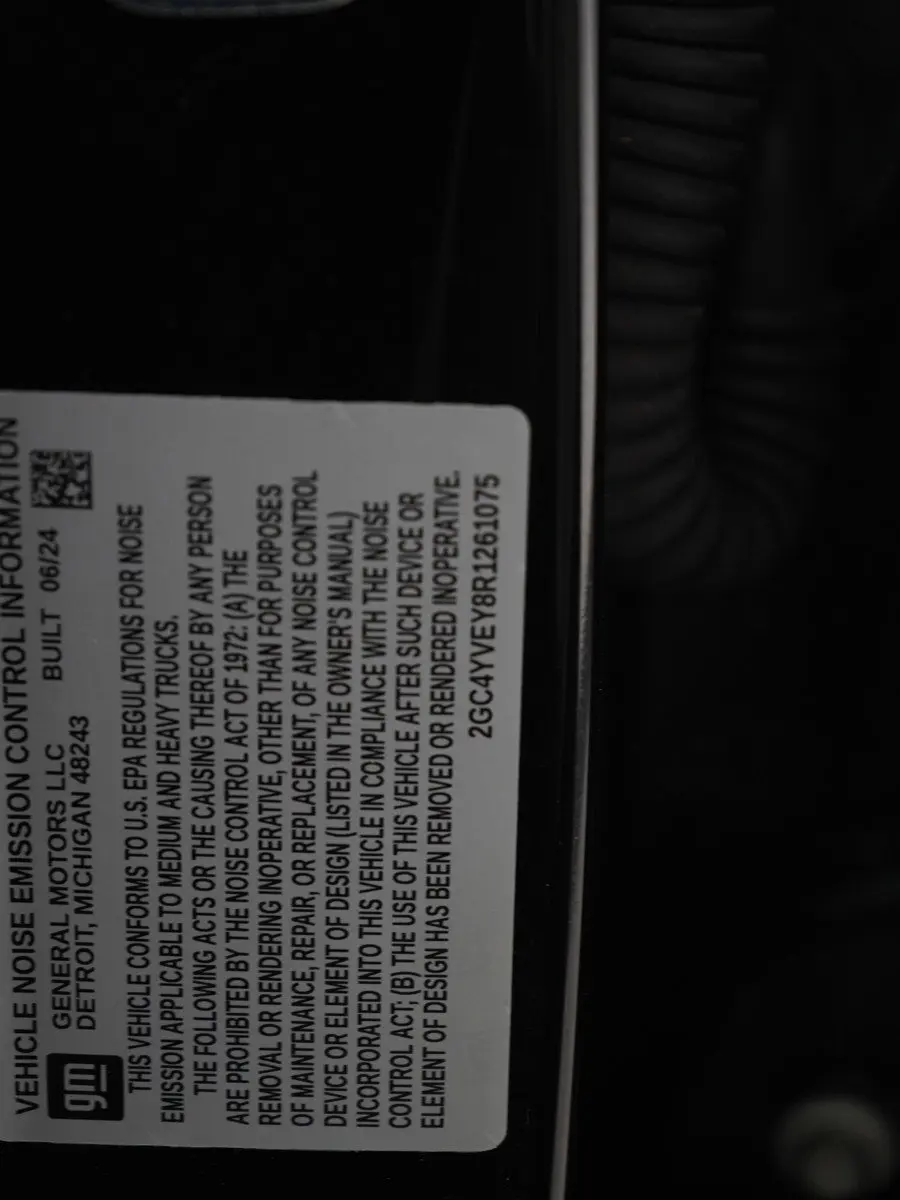 VEHICLE NOISE EMISSION CONTROL INFORMATION
gm
GENERAL MOTORS LLC BUILT 06/24
DETROIT, MICHIGAN 48243
THIS VEHICLE CONFORMS TO U.S. EPA REGULATIONS FOR NOISE
EMISSION APPLICABLE TO MEDIUM AND HEAVY TRUCKS.
THE FOLLOWING ACTS OR THE CAUSING THEREOF BY ANY PERSON
ARE PROHIBITED BY THE NOISE CONTROL ACT OF 1972: (A) THE
REMOVAL OR RENDERING INOPERATIVE, OTHER THAN FOR PURPOSES
OF MAINTENANCE, REPAIR, OR REPLACEMENT, OF ANY NOISE CONTROL
DEVICE OR ELEMENT OF DESIGN (LISTED IN THE OWNER'S MANUAL)
INCORPORATED INTO THIS VEHICLE IN COMPLIANCE WITH THE NOISE
CONTROL ACT; (B) THE USE OF THIS VEHICLE AFTER SUCH DEVICE OR
ELEMENT OF DESIGN HAS BEEN REMOVED OR RENDERED INOPERATIVE.
2GC4YVEY8R1261075